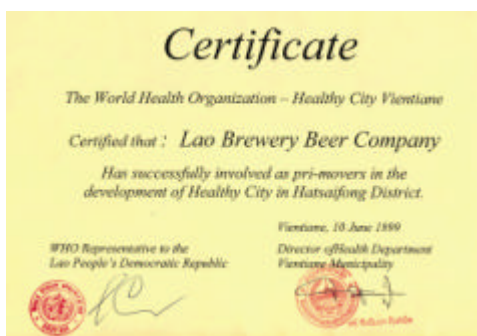 Certificate
The World Health Organization – Healthy City Vientiane
Certified that : Lao Brewery Beer Company
Has successfully involved as pri-movers in the
development of Healthy City in Hatsaifong District.
Vientiane, 10 June 1999
WHO Representative to the
Lao People's Democratic Republic
Director ofHealth Department
Vientiane Municipality